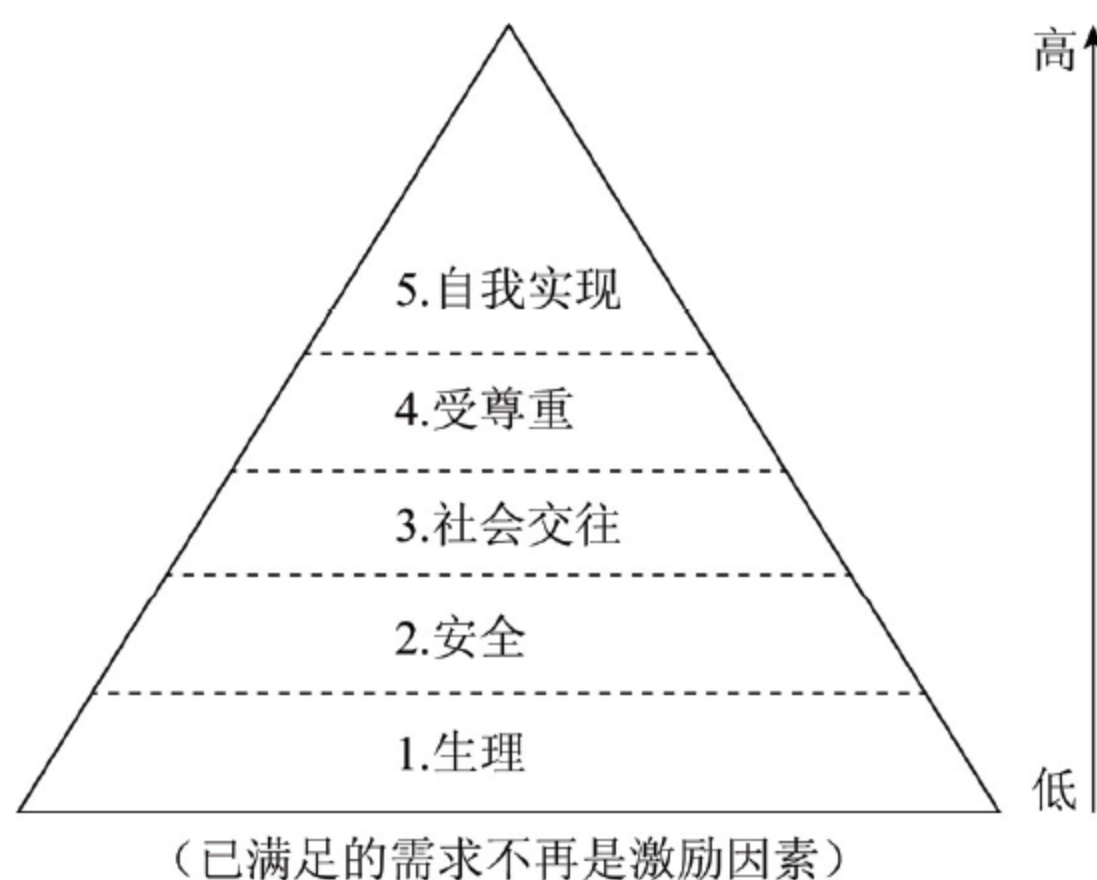 高
5.自我实现
4.受尊重
3.社会交往
2.安全
1.生理
低
（已满足的需求不再是激励因素）